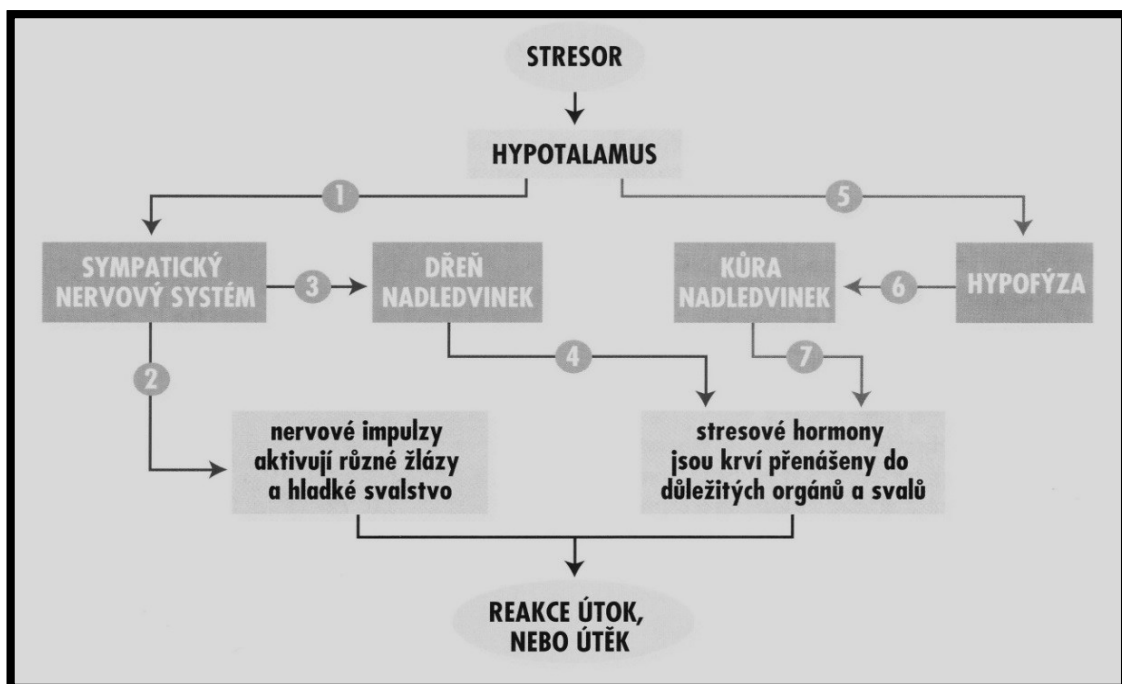 STRESOR
HYPOTALAMUS
1
5
SYMPATICKÝ
NERVOVÝ SYSTÉM
3
DŘEŇ
NADLEDVINEK
KŮRA
NADLEDVINEK
6
HYPOFÝZA
2
4
7
nervové impulzy
aktivují různé žlázy
a hladké svalstvo
stresové hormony
jsou krví přenášeny do
důležitých orgánů a svalů
REAKCE ÚTOK,
NEBO ÚTĚK